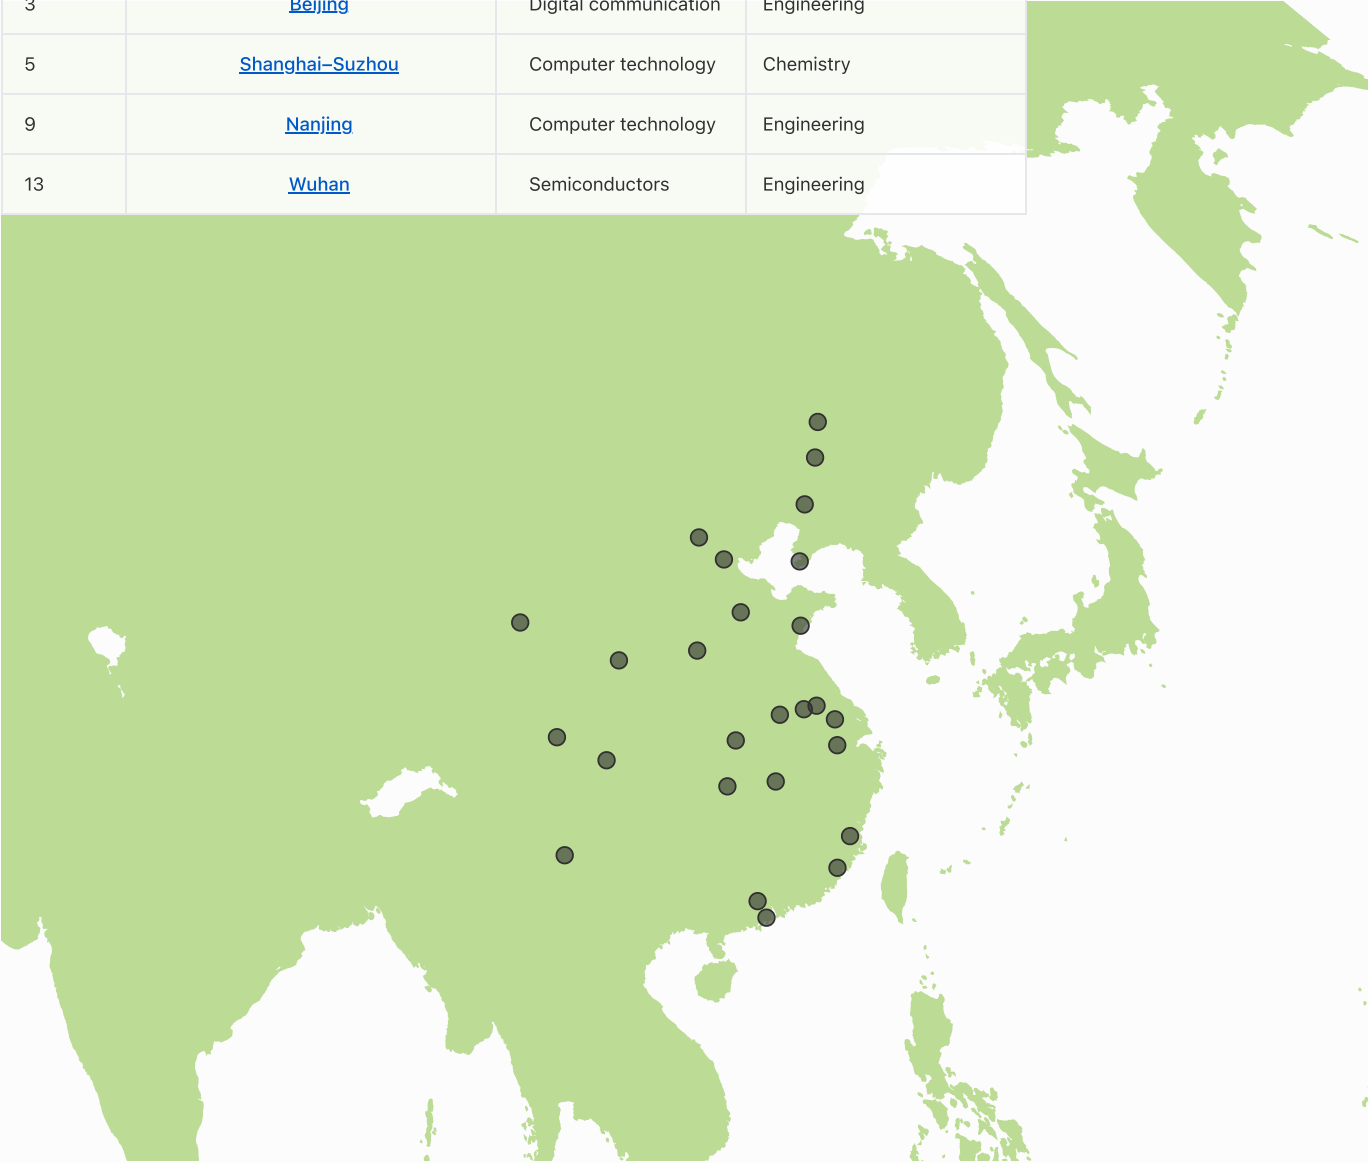 3 Beijing Digital communication Engineering
5 Shanghai–Suzhou Computer technology Chemistry
9 Nanjing Computer technology Engineering
13 Wuhan Semiconductors Engineering